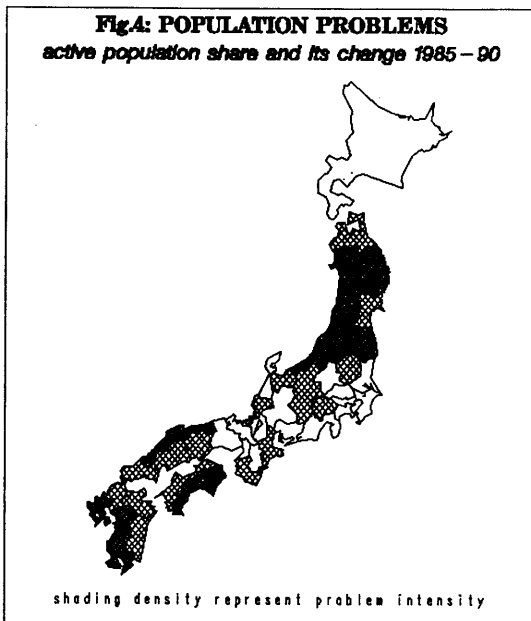 Fig.4: POPULATION PROBLEMS
active population share and its change 1985-90
shading density represent problem intensity